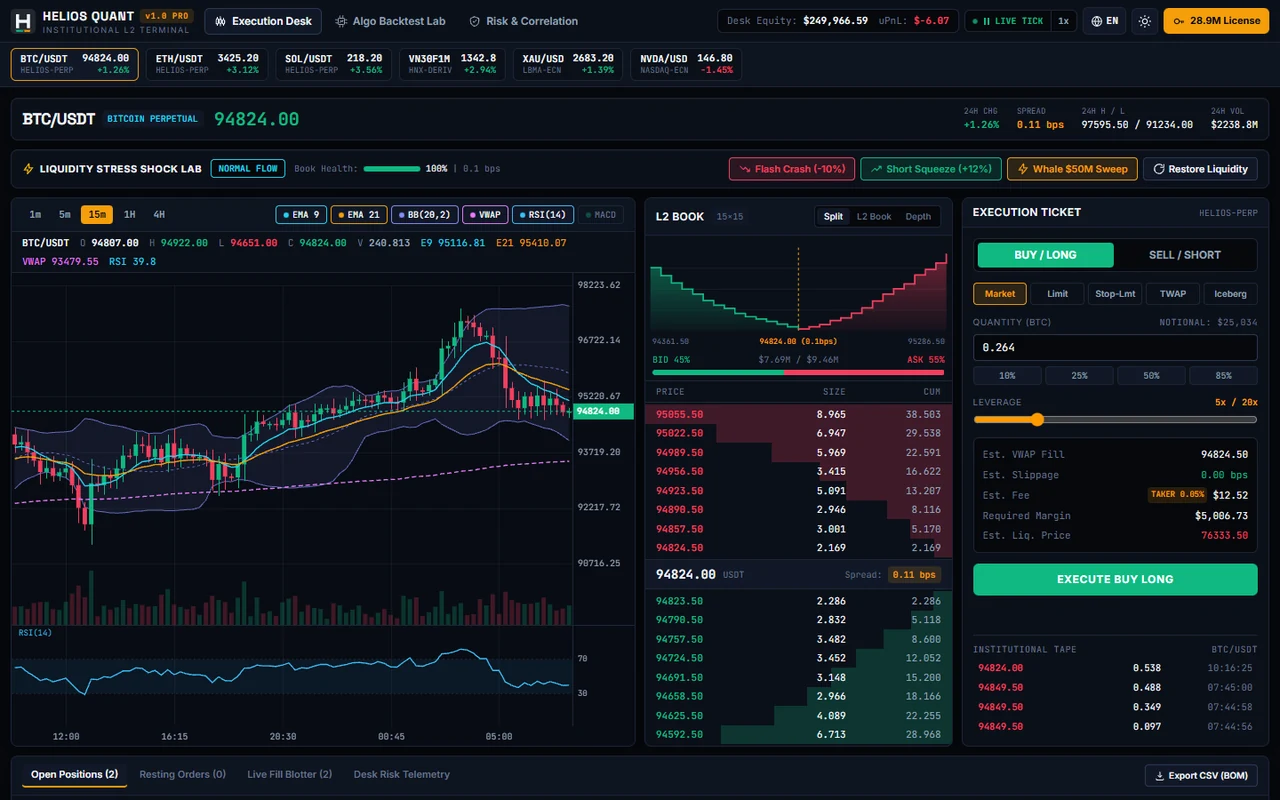 HELIOS QUANT v1.0 PRO
INSTITUTIONAL L2 TERMINAL
Execution Desk
Algo Backtest Lab
Risk & Correlation
Desk Equity: $249,966.59 uPnL: $-6.07
LIVE TICK 1x
EN
28.9M License
BTC/USDT 94824.00
HELIOS-PERP +1.26%
ETH/USDT 3425.20
HELIOS-PERP +3.12%
SOL/USDT 218.20
HELIOS-PERP +3.56%
VN30F1M 1342.8
HNX-DERIV +2.94%
XAU/USD 2683.20
LBMA-ECN +1.39%
NVDA/USD 146.80
NASDAQ-ECN -1.45%
BTC/USDT BITCOIN PERPETUAL 94824.00
24H CHG SPREAD 24H H / L 24H VOL
+1.26% 0.11 bps 97595.50 / 91234.00 $2238.8M
LIQUIDITY STRESS SHOCK LAB NORMAL FLOW Book Health: 100% | 0.1 bps
Flash Crash (-10%)
Short Squeeze (+12%)
Whale $50M Sweep
Restore Liquidity
1m 5m 15m 1H 4H
EMA 9 EMA 21 BB(20,2) VWAP RSI(14) MACD
BTC/USDT O 94807.00 H 94922.00 L 94651.00 C 94824.00 V 240.813 E9 95116.81 E21 95410.07
VWAP 93479.55 RSI 39.8
98223.62
96722.14
95220.67
94824.00
93719.20
92217.72
90716.25
RSI(14)
70
30
12:00 16:15 20:30 00:45 05:00
L2 BOOK 15×15
Split L2 Book Depth
94361.50 94824.00 (0.1bps) 95286.50
BID 45% $7.69M / $9.46M ASK 55%
PRICE SIZE CUM
95055.50 8.965 38.503
95022.50 6.947 29.538
94989.50 5.969 22.591
94956.50 3.415 16.622
94923.50 5.091 13.207
94890.50 2.946 8.116
94857.50 3.001 5.170
94824.50 2.169 2.169
94824.00 USDT Spread: 0.11 bps
94823.50 2.286 2.286
94790.50 2.832 5.118
94757.50 3.482 8.600
94724.50 3.452 12.052
94691.50 3.148 15.200
94658.50 2.966 18.166
94625.50 4.089 22.255
94592.50 6.713 28.968
EXECUTION TICKET HELIOS-PERP
BUY / LONG SELL / SHORT
Market Limit Stop-Lmt TWAP Iceberg
QUANTITY (BTC) NOTIONAL: $25,034
0.264
10% 25% 50% 85%
LEVERAGE 5x / 20x
Est. VWAP Fill 94824.50
Est. Slippage 0.00 bps
Est. Fee TAKER 0.05% $12.52
Required Margin $5,006.73
Est. Liq. Price 76333.50
EXECUTE BUY LONG
INSTITUTIONAL TAPE BTC/USDT
94824.00 0.538 10:16:25
94849.50 0.488 07:45:00
94849.50 0.349 07:44:58
94849.50 0.097 07:44:56
Open Positions (2) Resting Orders (0) Live Fill Blotter (2) Desk Risk Telemetry
Export CSV (BOM)